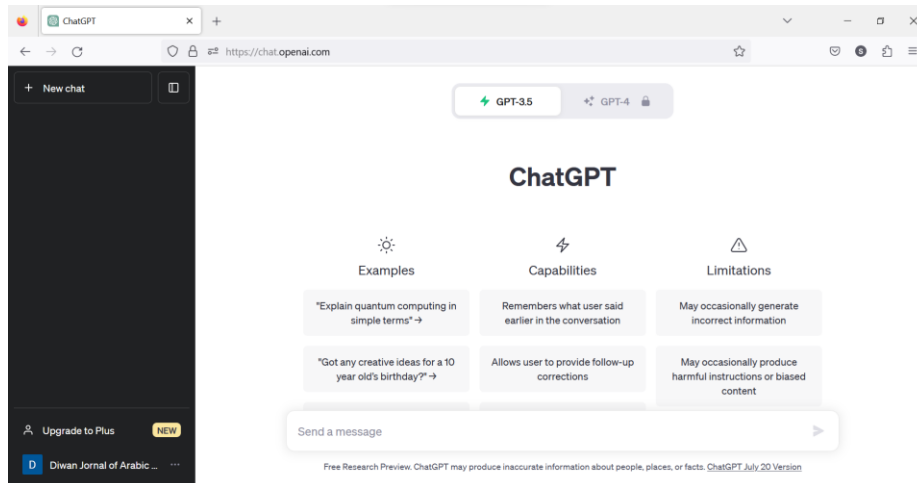 ChatGPT
https://chat.openai.com
S
New chat
GPT-3.5
GPT-4
ChatGPT
Examples
Capabilities
Limitations
"Explain quantum computing in
simple terms" →
Remembers what user said
earlier in the conversation
May occasionally generate
incorrect information
"Got any creative ideas for a 10
year old's birthday?" →
Allows user to provide follow-up
corrections
May occasionally produce
harmful instructions or biased
content
Upgrade to Plus
NEW
Send a message
D
Diwan Jornal of Arabic ...
Free Research Preview. ChatGPT may produce inaccurate information about people, places, or facts. ChatGPT July 20 Version